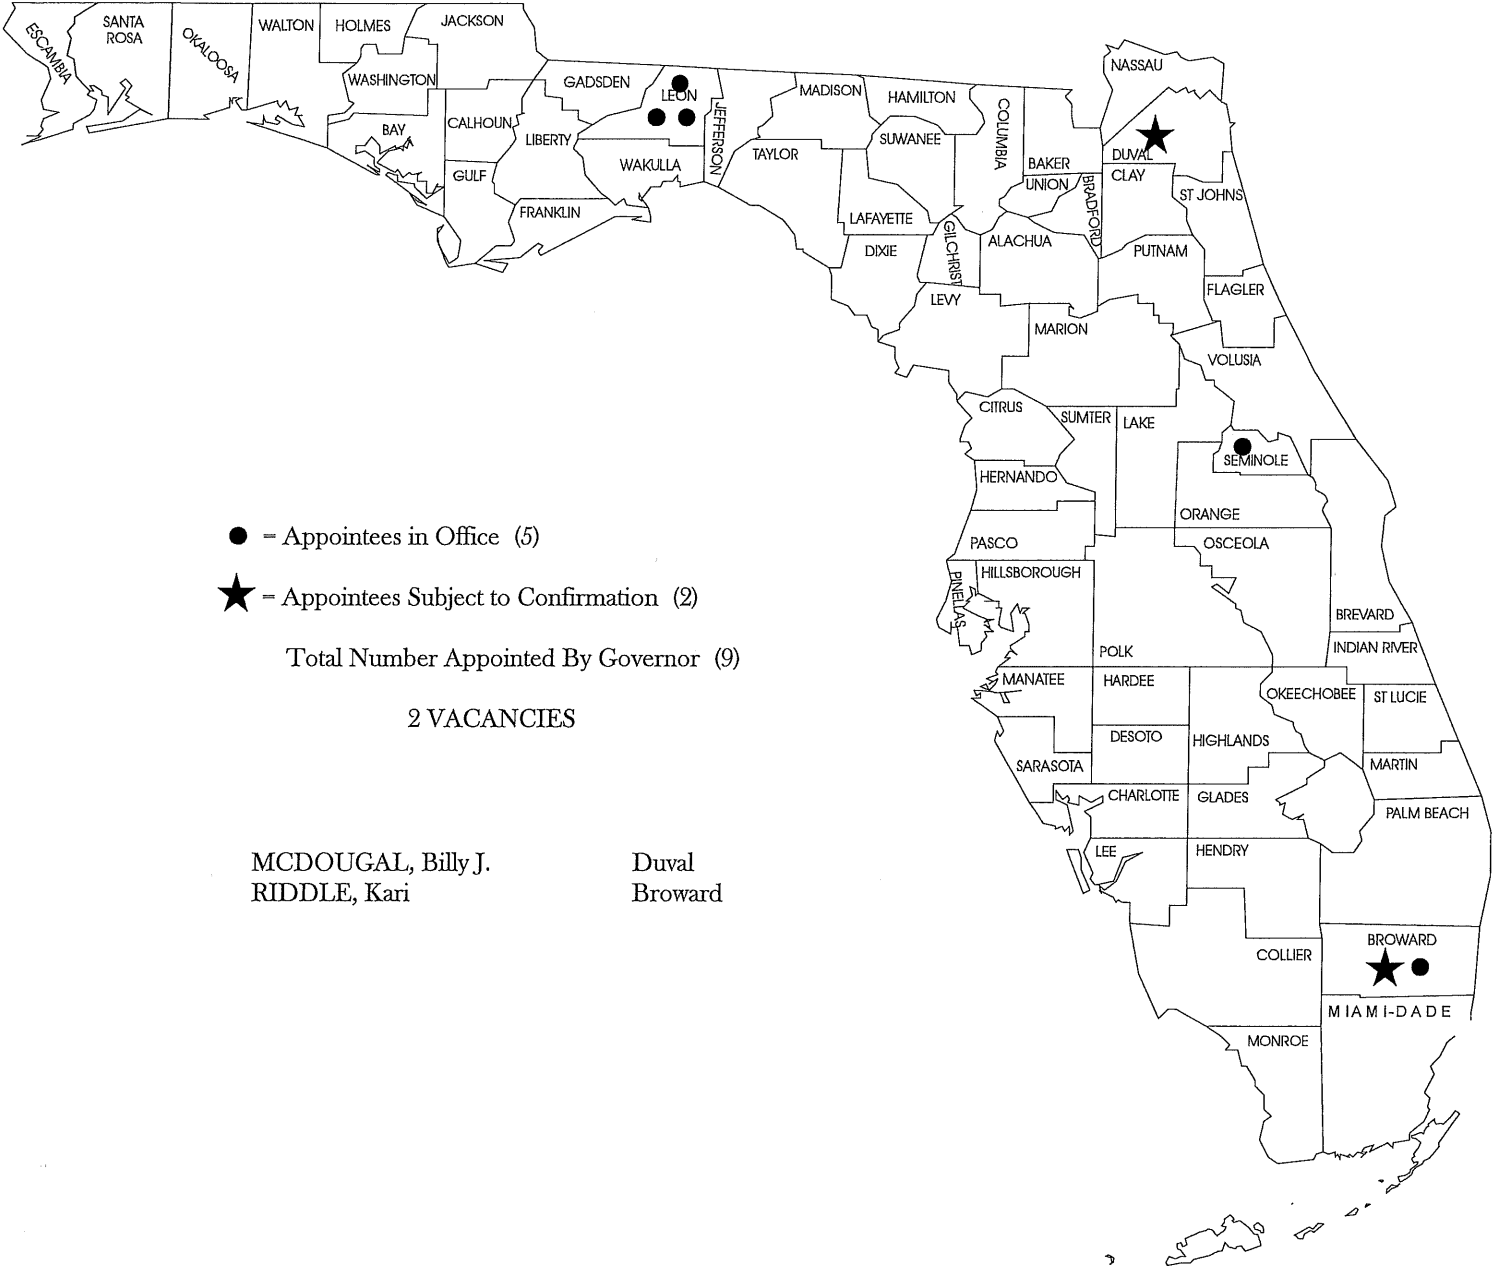 ESCAMBIA
SANTA
ROSA
OKALOOSA
WALTON
HOLMES
JACKSON
WASHINGTON
BAY
CALHOUN
GULF
GADSDEN
LIBERTY
FRANKLIN
LEON
WAKULLA
JEFFERSON
MADISON
TAYLOR
HAMILTON
SUWANEE
LAFAYETTE
DIXIE
COLUMBIA
GILCHRIST
BAKER
UNION
BRADFORD
ALACHUA
LEVY
NASSAU
DUVAL
CLAY
ST JOHNS
PUTNAM
FLAGLER
MARION
VOLUSIA
CITRUS
SUMTER
LAKE
SEMINOLE
HERNANDO
ORANGE
PASCO
OSCEOLA
HILLSBOROUGH
PINELLAS
BREVARD
INDIAN RIVER
POLK
MANATEE
HARDEE
OKEECHOBEE
ST LUCIE
DESOTO
HIGHLANDS
SARASOTA
MARTIN
CHARLOTTE
GLADES
PALM BEACH
LEE
HENDRY
BROWARD
COLLIER
MIAMI-DADE
MONROE
= Appointees in Office (5)
= Appointees Subject to Confirmation (2)
Total Number Appointed By Governor (9)
2 VACANCIES
MCDOUGAL, Billy J. Duval
RIDDLE, Kari Broward